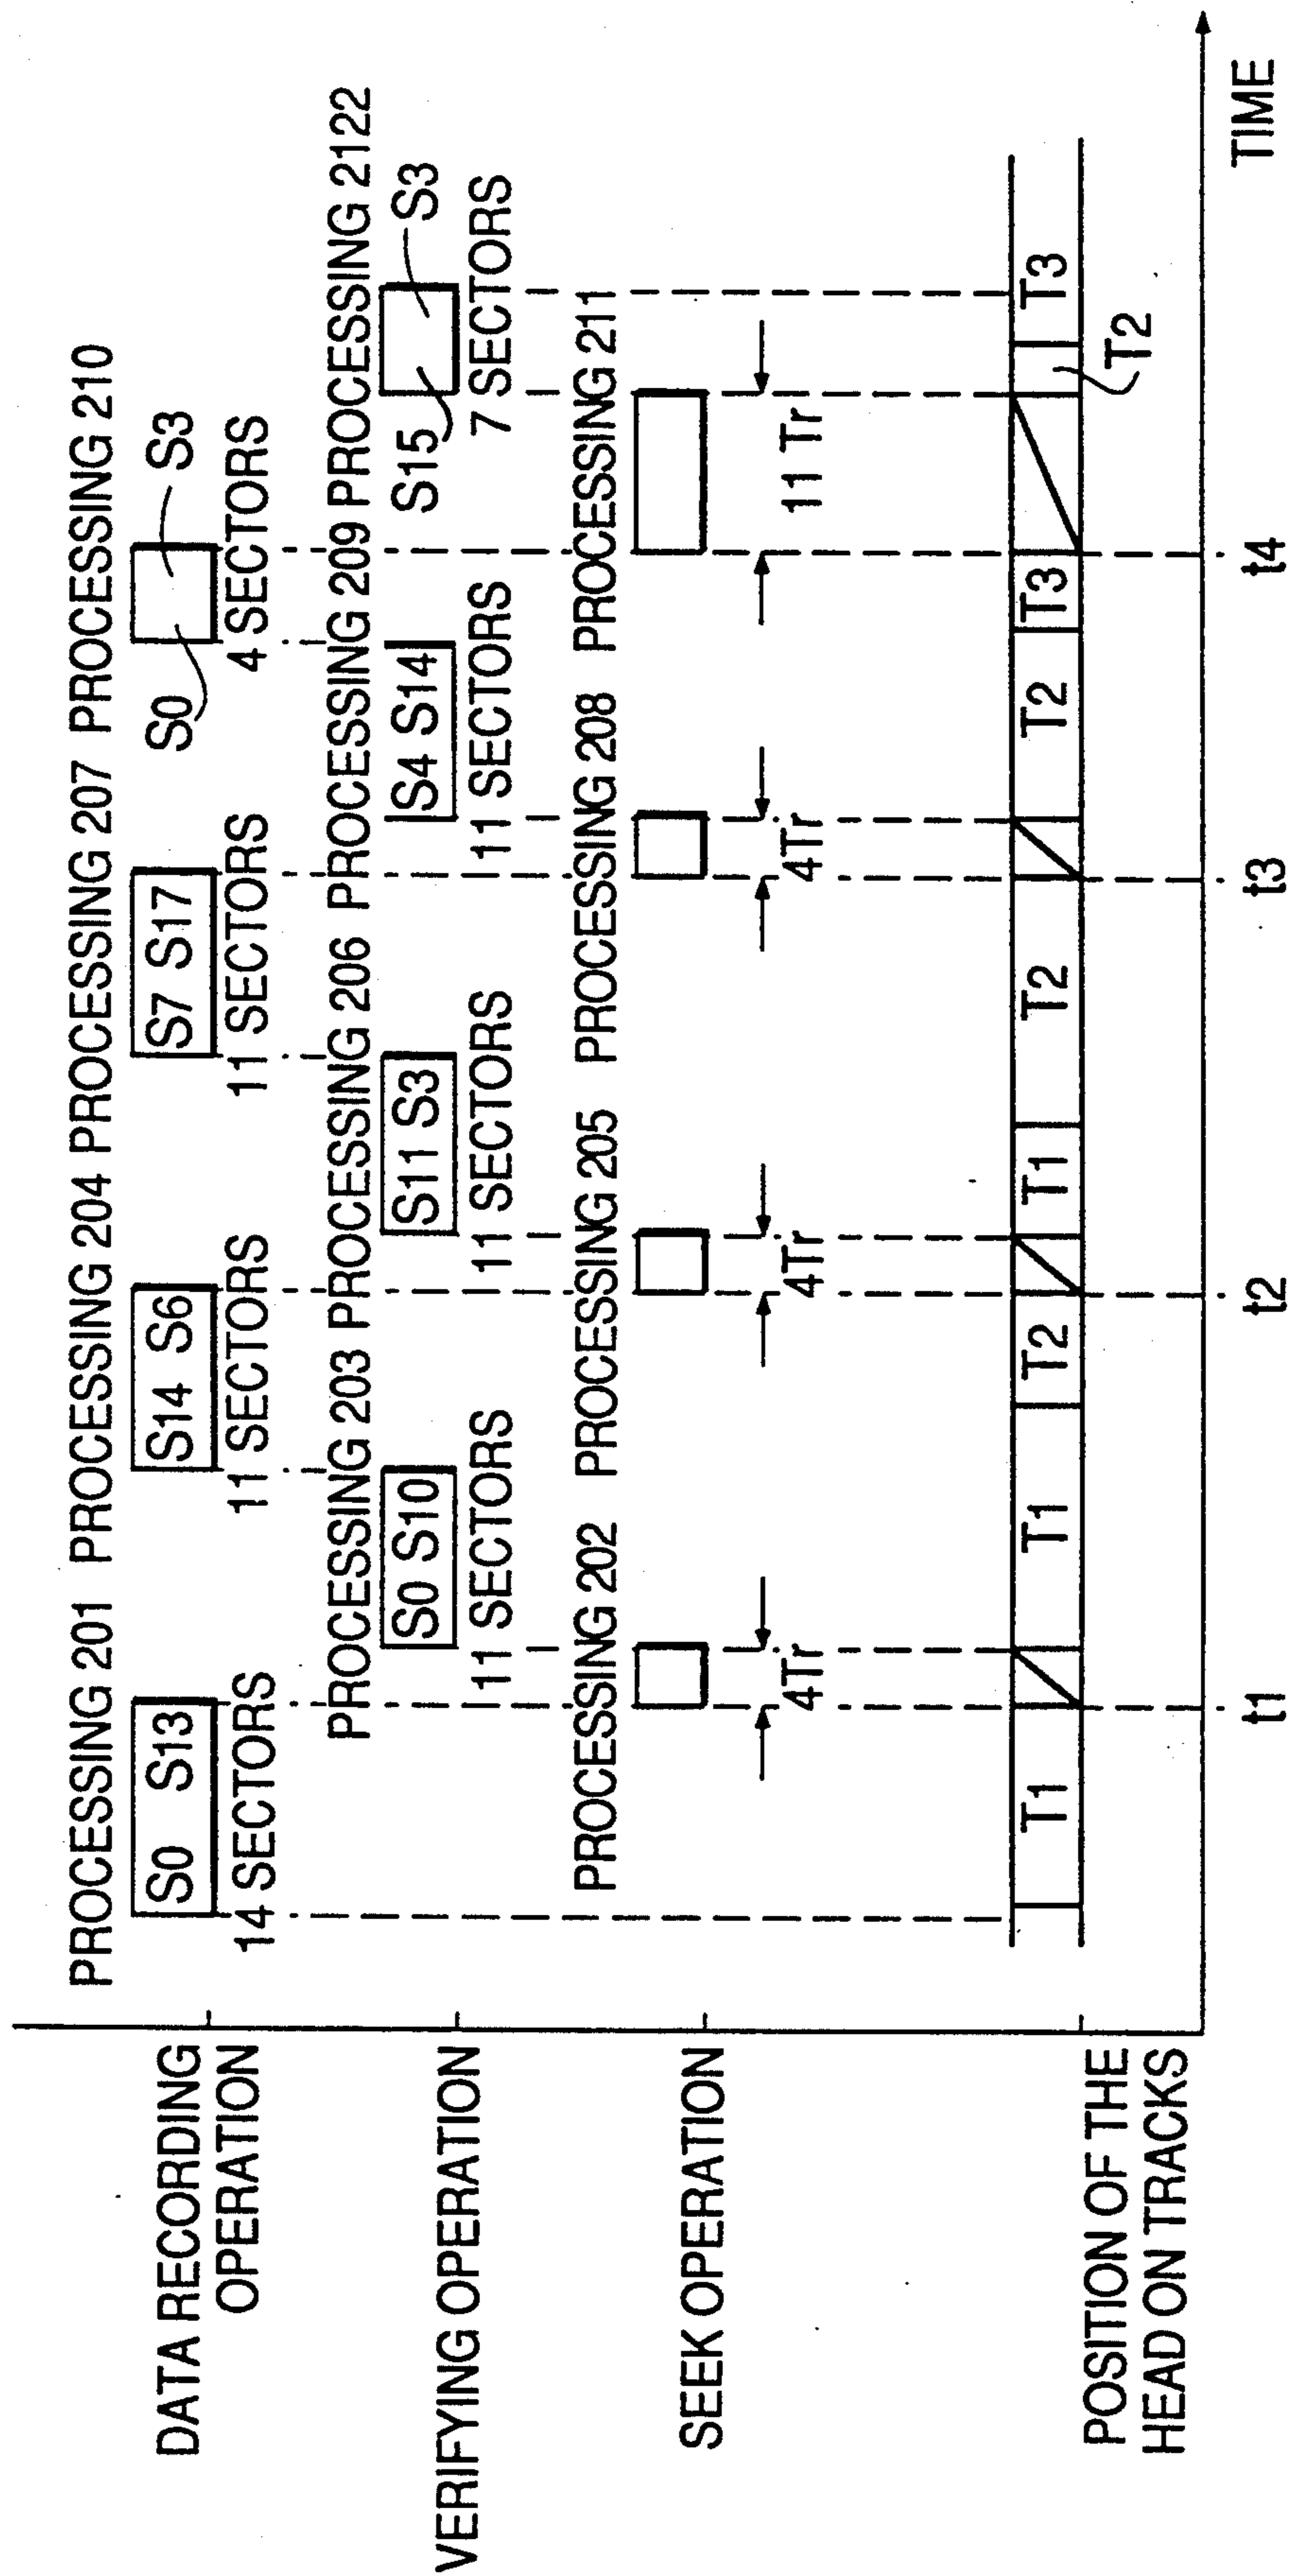 PROCESSING 201 PROCESSING 204 PROCESSING 207 PROCESSING 210
DATA RECORDING
OPERATION
S0 S13
14 SECTORS
S14 S6
11 SECTORS
S7 S17
11 SECTORS
S0
S3
4 SECTORS
PROCESSING 203 PROCESSING 206 PROCESSING 209 PROCESSING 2122
VERIFYING OPERATION
S0 S10
11 SECTORS
S11 S3
11 SECTORS
S4 S14
11 SECTORS
S15
S3
7 SECTORS
PROCESSING 202 PROCESSING 205 PROCESSING 208 PROCESSING 211
SEEK OPERATION
4Tr
4Tr
4Tr
11 Tr
POSITION OF THE
HEAD ON TRACKS
T1 T1 T2 T1 T2 T2 T3 T3
T2
t1 t2 t3 t4
TIME